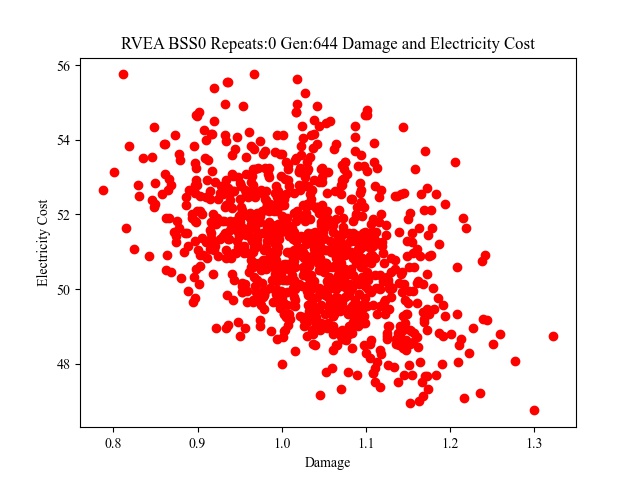 RVEA BSS0 Repeats:0 Gen:644 Damage and Electricity Cost
56
54
52
50
48
Electricity Cost
0.8 0.9 1.0 1.1 1.2 1.3
Damage